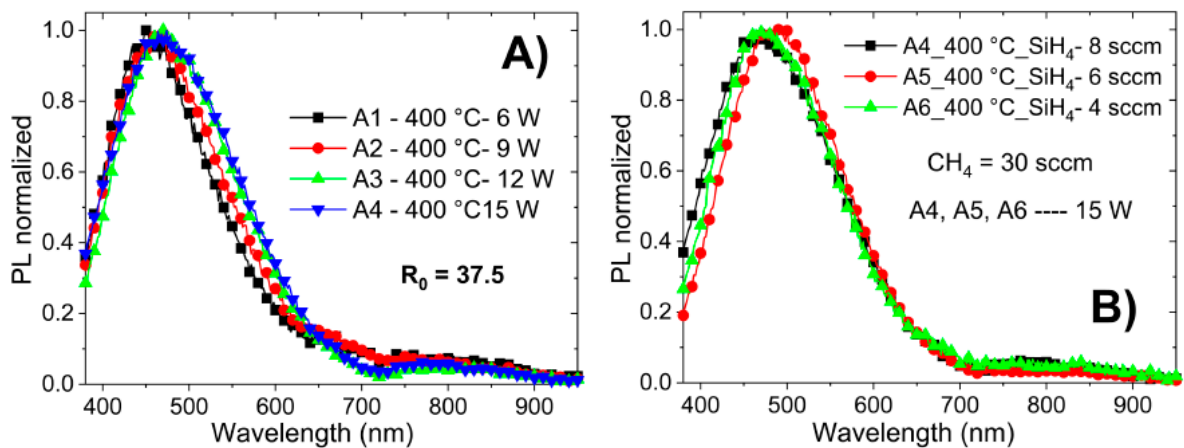 A)
PL normalized
1.0
0.8
0.6
0.4
0.2
0.0
A1 - 400 °C- 6 W
A2 - 400 °C- 9 W
A3 - 400 °C- 12 W
A4 - 400 °C15 W
R₀ = 37.5
400 500 600 700 800 900
Wavelength (nm)
PL normalized
1.0
0.8
0.6
0.4
0.2
0.0
A4_400 °C_SiH₄- 8 sccm
A5_400 °C_SiH₄- 6 sccm
A6_400 °C_SiH₄- 4 sccm
CH₄ = 30 sccm
A4, A5, A6 ---- 15 W
B)
400 500 600 700 800 900
Wavelength (nm)